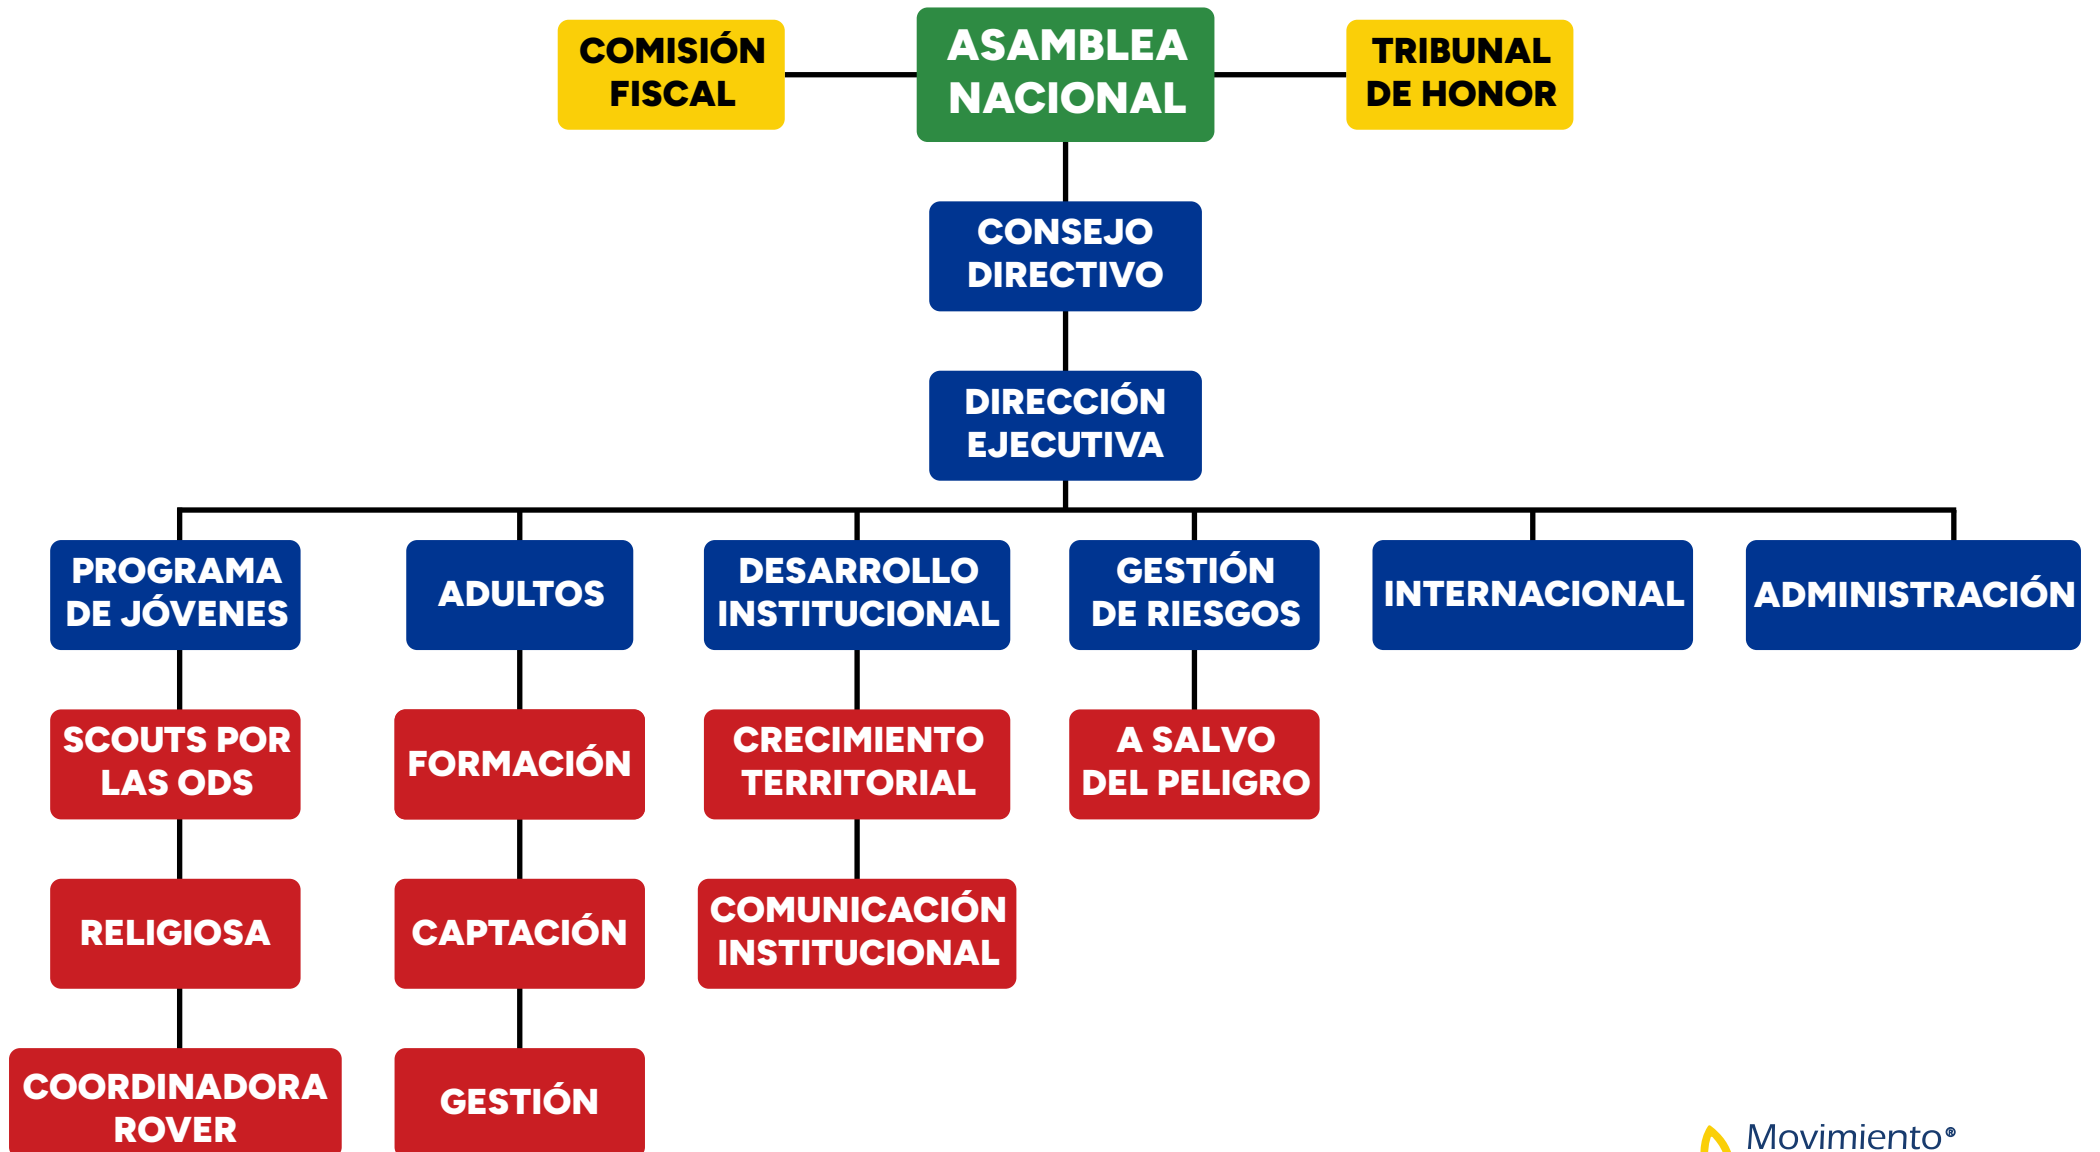 COMISIÓN
FISCAL
ASAMBLEA
NACIONAL
TRIBUNAL
DE HONOR
CONSEJO
DIRECTIVO
DIRECCIÓN
EJECUTIVA
PROGRAMA
DE JÓVENES
ADULTOS
DESARROLLO
INSTITUCIONAL
GESTIÓN
DE RIESGOS
INTERNACIONAL
ADMINISTRACIÓN
SCOUTS POR
LAS ODS
FORMACIÓN
CRECIMIENTO
TERRITORIAL
A SALVO
DEL PELIGRO
RELIGIOSA
CAPTACIÓN
COMUNICACIÓN
INSTITUCIONAL
COORDINADORA
ROVER
GESTIÓN
Movimiento®